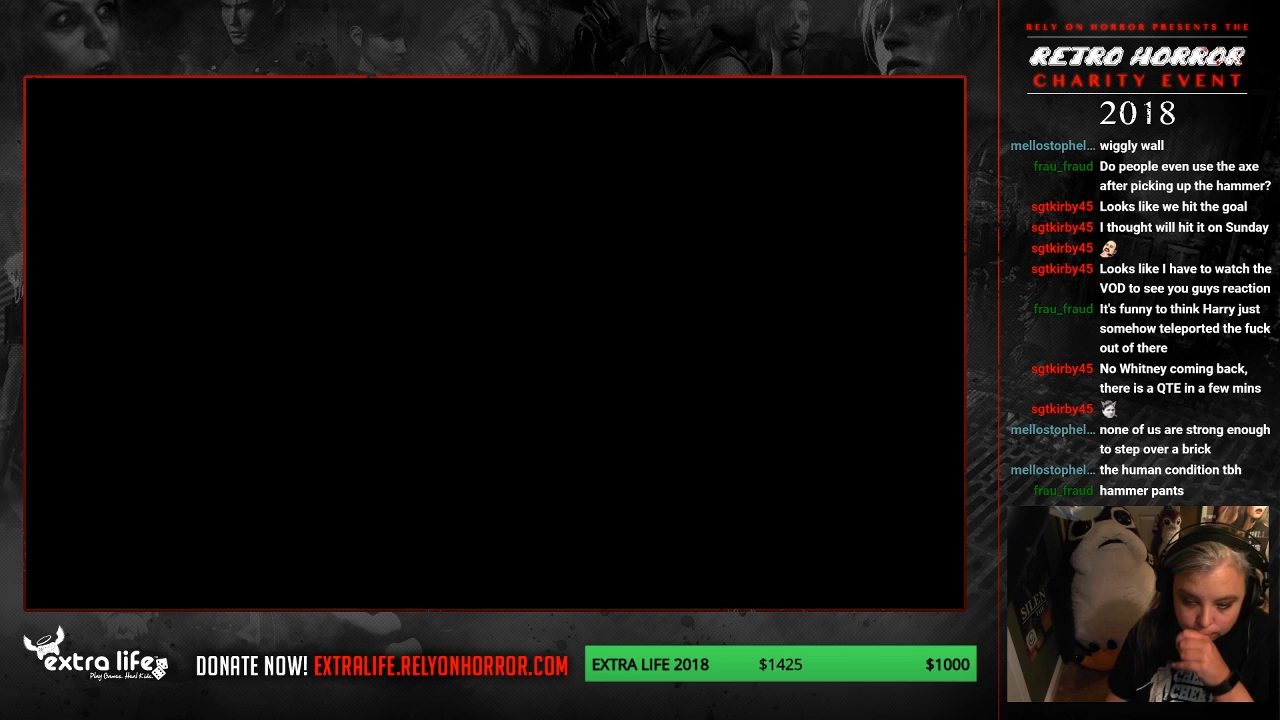 RELY ON HORROR PRESENTS THE
RETRO HORROR
CHARITY EVENT
2018
mellostophel... wiggly wall
frau_fraud Do people even use the axe
after picking up the hammer?
sgtkirby45 Looks like we hit the goal
sgtkirby45 I thought will hit it on Sunday
sgtkirby45
sgtkirby45 Looks like I have to watch the
VOD to see you guys reaction
frau_fraud It's funny to think Harry just
somehow teleported the fuck
out of there
sgtkirby45 No Whitney coming back,
there is a QTE in a few mins
sgtkirby45
mellostophel... none of us are strong enough
to step over a brick
mellostophel... the human condition tbh
frau_fraud hammer pants
SILEN
extra life
Play Games. Heal Kids.
DONATE NOW! EXTRALIFE.RELYONHORROR.COM
EXTRA LIFE 2018 $1425 $1000